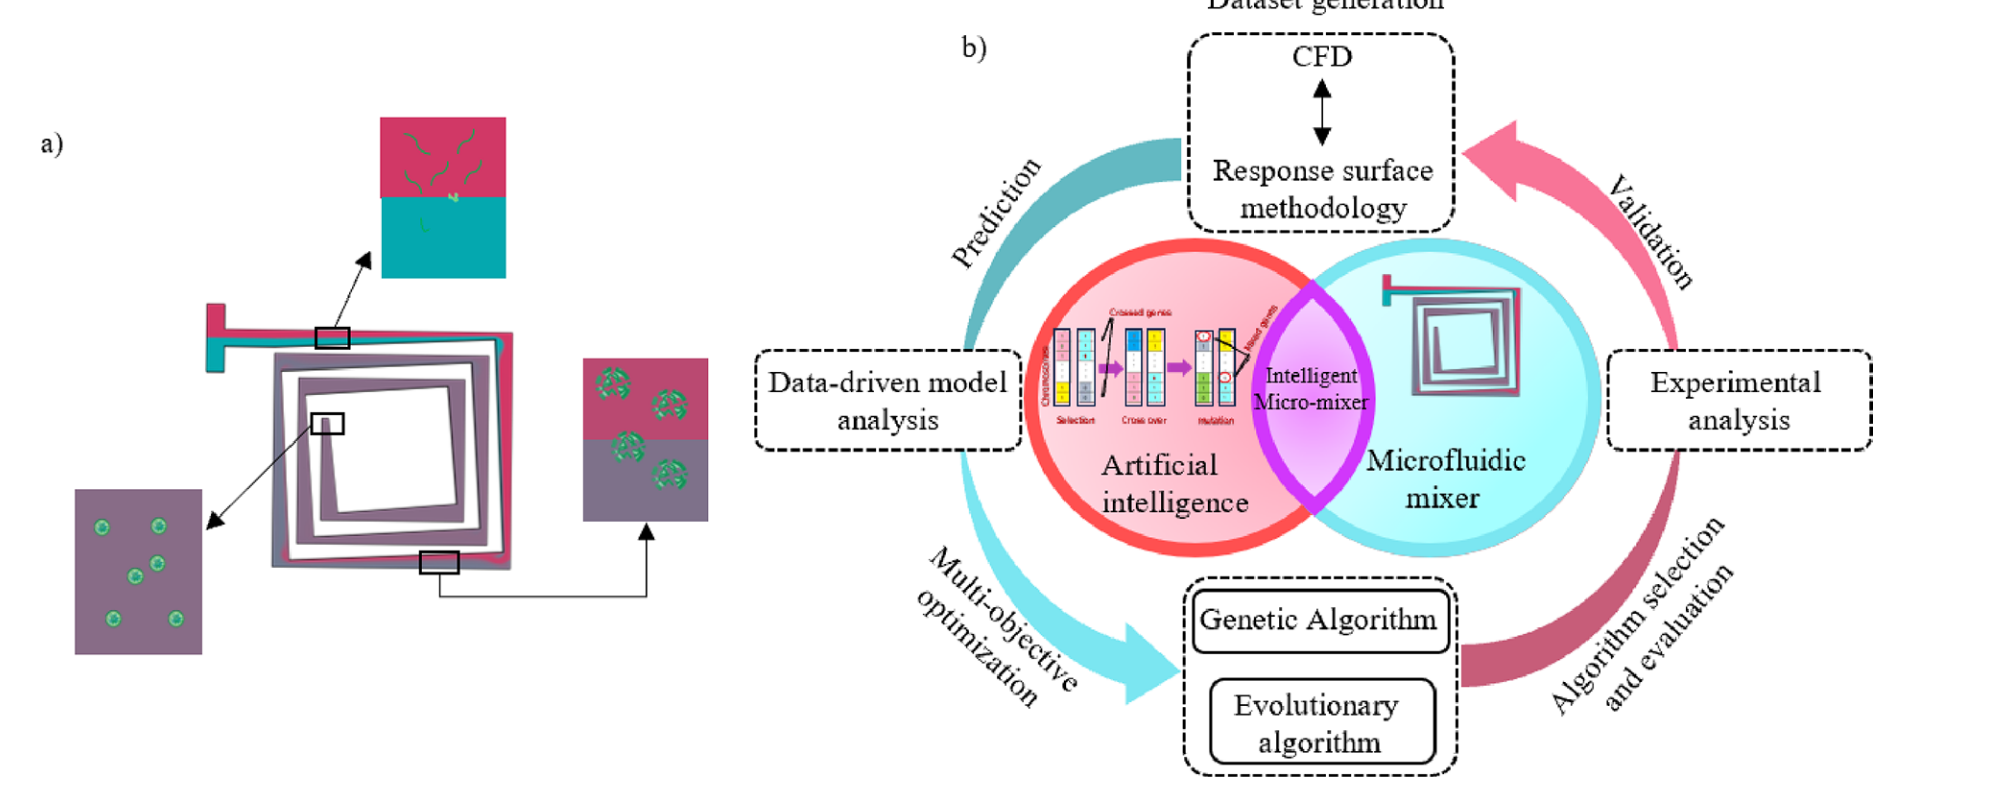 a)
b)
Dataset generation
CFD
Response surface
methodology
Prediction
Validation
Data-driven model
analysis
Chromosomes
Crossed genes
Selection
Cross over
mutation
Intelligent
Micro-mixer
Artificial
intelligence
Microfluidic
mixer
Experimental
analysis
Multi-objective
optimization
Genetic Algorithm
Evolutionary
algorithm
Algorithm selection
and evaluation